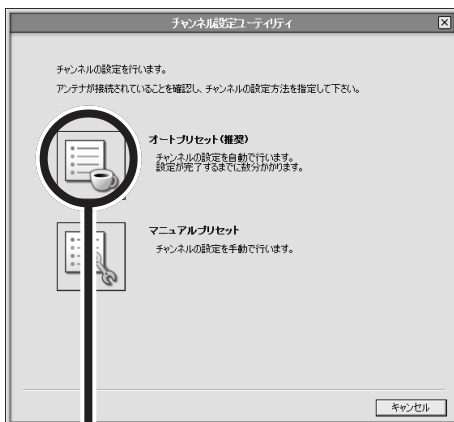 チャンネル設定ユーティリティ
チャンネルの設定を行います。
アンテナが接続されていることを確認し、チャンネルの設定方法を指定して下さい。
オートプリセット(推奨)
チャンネルの設定を自動で行います。
設定が完了するまでに数分かかります。
マニュアルプリセット
チャンネルの設定を手動で行います。
キャンセル